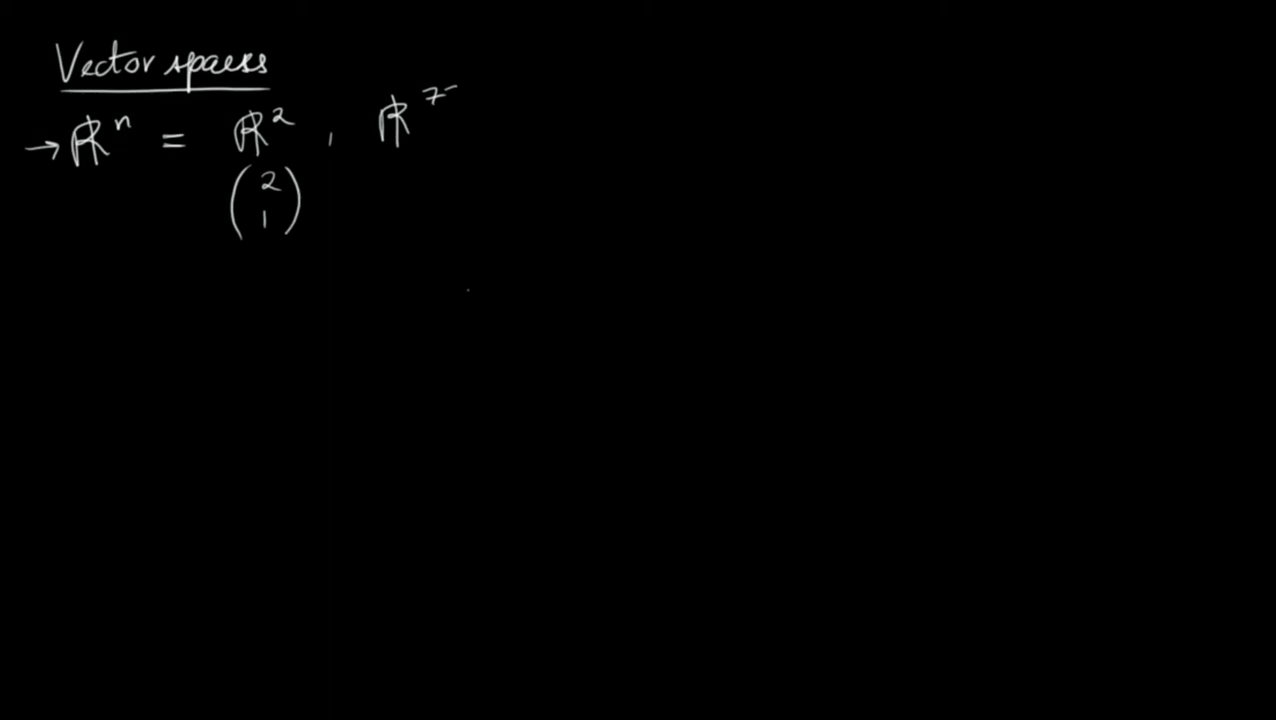 Vector spaces
→ ℝⁿ = ℝ² , ℝ⁷
(2
1)